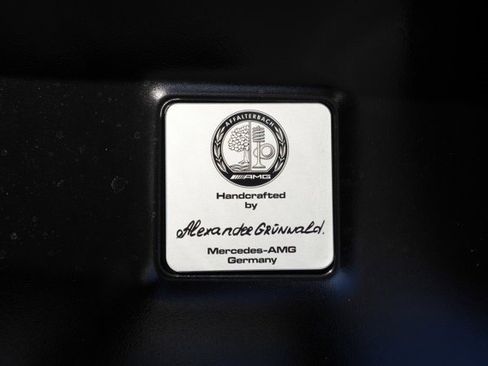 AFFALTERBACH
AMG
Handcrafted
by
Alexander Grünwald.
Mercedes-AMG
Germany